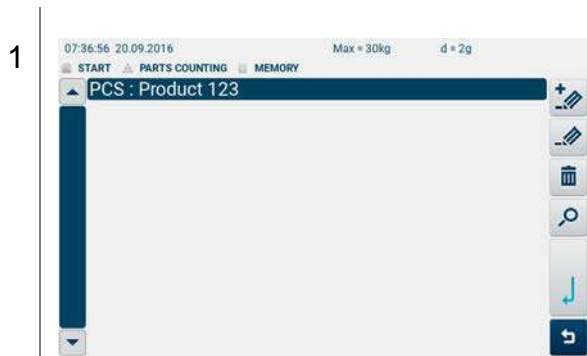 1
07:36:56 20.09.2016 Max = 30kg d = 2g
START PARTS COUNTING MEMORY
PCS : Product 123